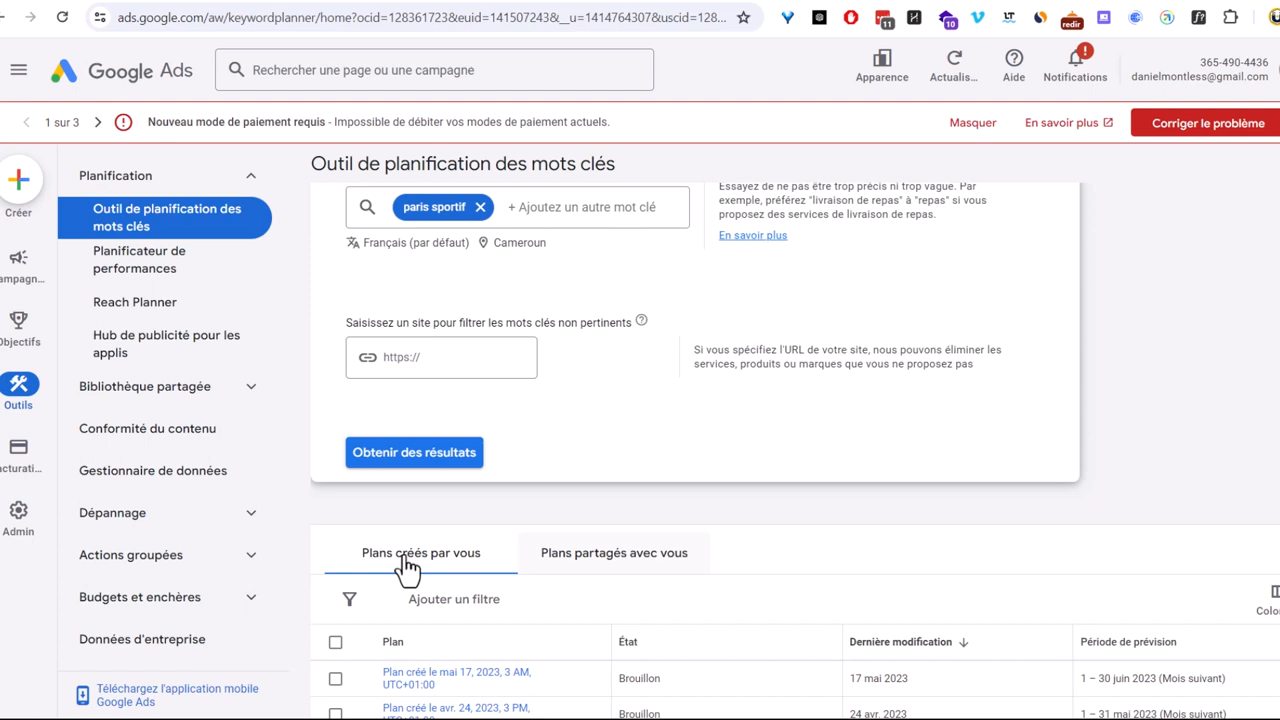 ads.google.com/aw/keywordplanner/home?ocid=128361723&euid=141507243&__u=1414764307&uscid=128...
11
10
redir
Google Ads
Rechercher une page ou une campagne
Apparence
Actualis...
Aide
Notifications
365-490-4436
danielmontless@gmail.com
1 sur 3
Nouveau mode de paiement requis - Impossible de débiter vos modes de paiement actuels.
Masquer
En savoir plus
Corriger le problème
Créer
ampagn...
Objectifs
Outils
acturati...
Admin
Planification
Outil de planification des
mots clés
Planificateur de
performances
Reach Planner
Hub de publicité pour les
applis
Bibliothèque partagée
Conformité du contenu
Gestionnaire de données
Dépannage
Actions groupées
Budgets et enchères
Données d'entreprise
Téléchargez l'application mobile
Google Ads
Outil de planification des mots clés
paris sportif
+ Ajoutez un autre mot clé
Français (par défaut)
Cameroun
Essayez de ne pas être trop précis ni trop vague. Par
exemple, préférez "livraison de repas" à "repas" si vous
proposez des services de livraison de repas.
En savoir plus
Saisissez un site pour filtrer les mots clés non pertinents
https://
Si vous spécifiez l'URL de votre site, nous pouvons éliminer les
services, produits ou marques que vous ne proposez pas
Obtenir des résultats
Plans créés par vous
Plans partagés avec vous
Ajouter un filtre
Colo
Plan
État
Dernière modification
Période de prévision
Plan créé le mai 17, 2023, 3 AM,
UTC+01:00
Brouillon
17 mai 2023
1 – 30 juin 2023 (Mois suivant)
Plan créé le avr. 24, 2023, 3 PM,
UTC+01:00
Brouillon
24 avr. 2023
1 – 31 mai 2023 (Mois suivant)